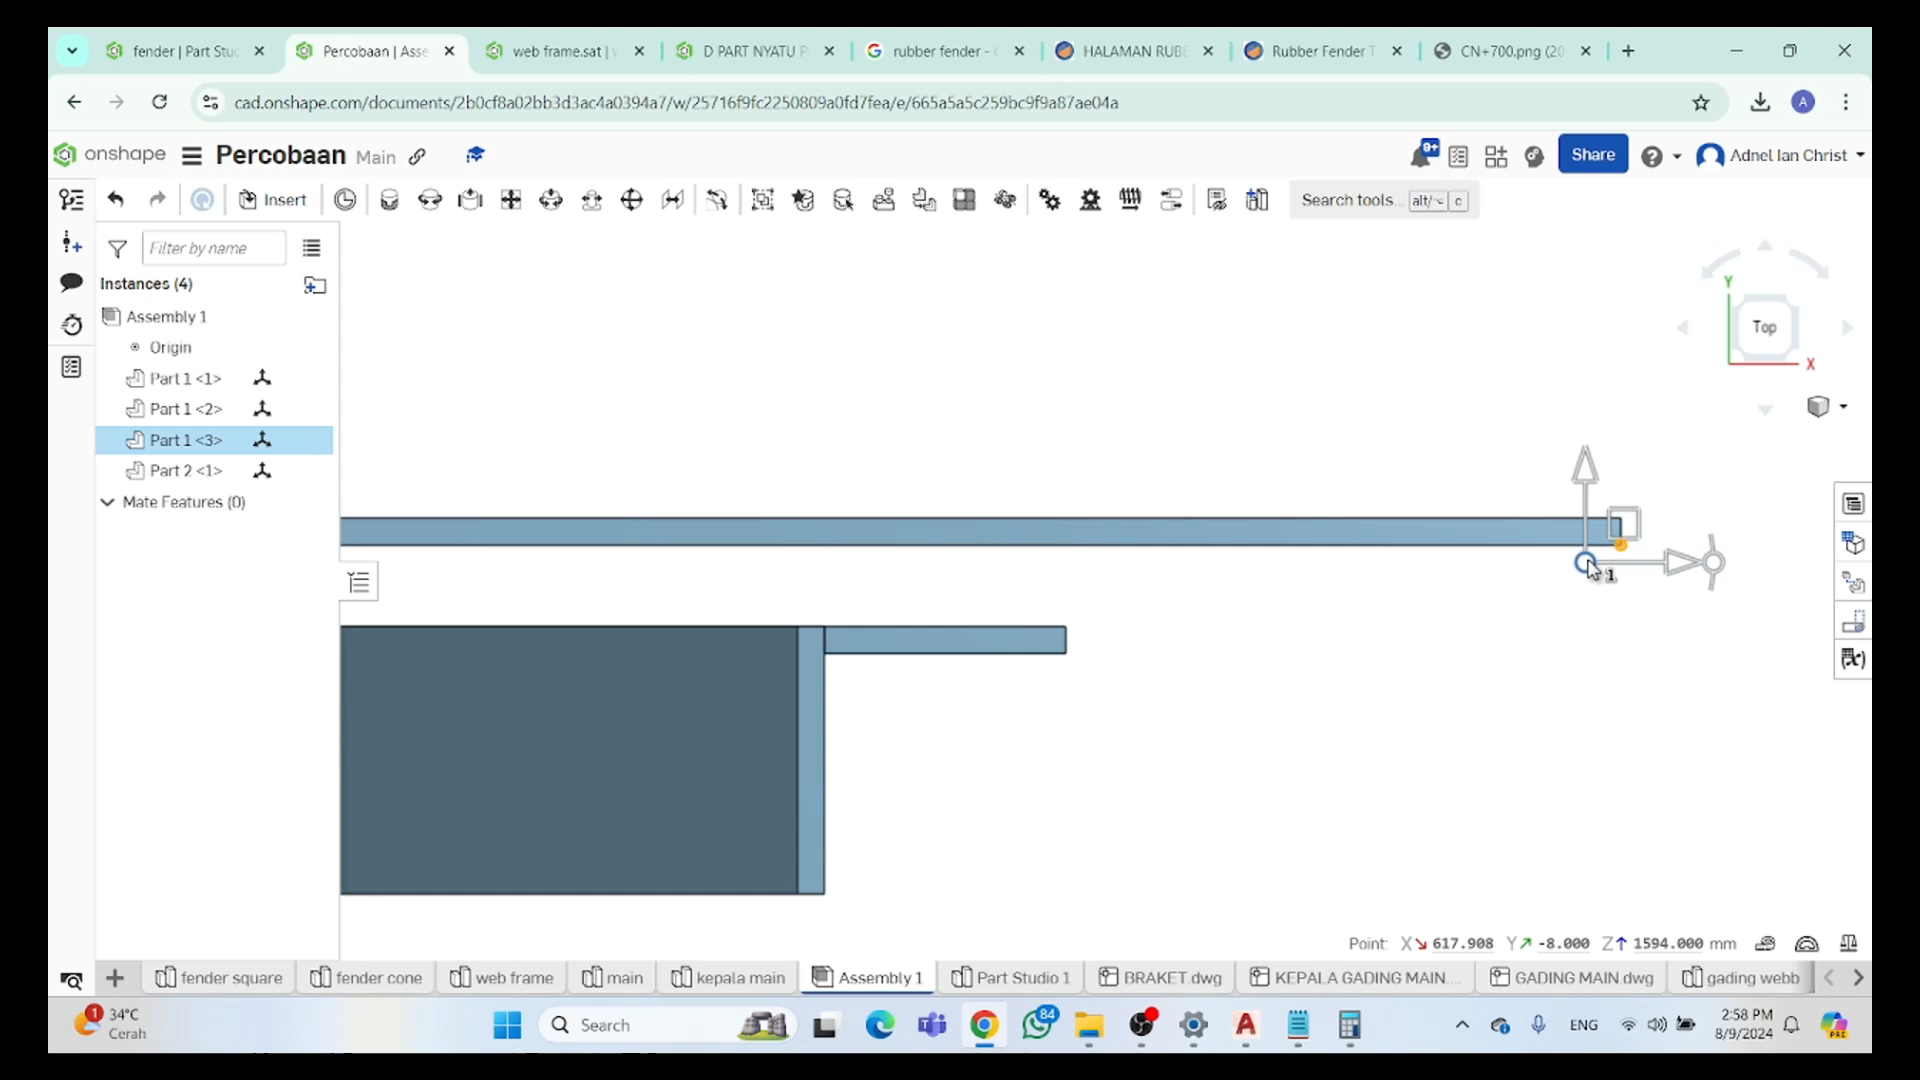 fender | Part Stu
Percobaan | Asse
web frame.sat | w
D PART NYATU P
rubber fender -
HALAMAN RUB
Rubber Fender T
CN+700.png (20
cad.onshape.com/documents/2b0cf8a02bb3d3ac4a0394a7/w/25716f9fc2250809a0fd7fea/e/665a5a5c259bc9f9a87ae04a
A
onshape
Percobaan
Main
9+
Share
Adnel Ian Christ
Insert
Search tools...
alt/⌥
c
Filter by name
Instances (4)
Assembly 1
Origin
Part 1 <1>
Part 1 <2>
Part 1 <3>
Part 2 <1>
Mate Features (0)
Y
Top
X
1
Point: X 617.908 Y -8.000 Z 1594.000 mm
fender square
fender cone
web frame
main
kepala main
Assembly 1
Part Studio 1
BRAKET.dwg
KEPALA GADING MAIN....
GADING MAIN.dwg
gading webb
1
34°C
Cerah
Search
84
ENG
2:58 PM
8/9/2024
PRE